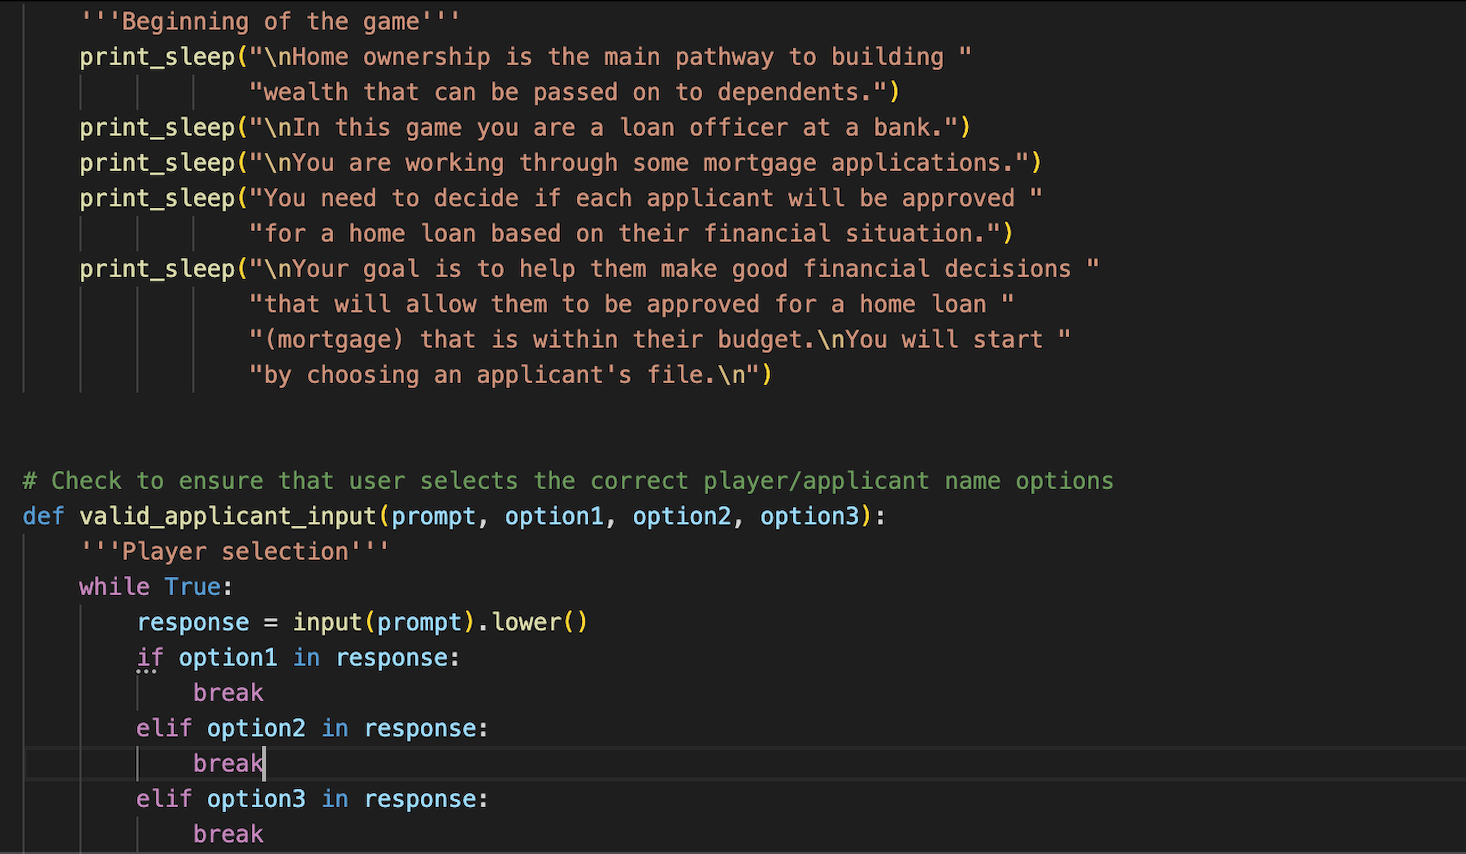 '''Beginning of the game'''
print_sleep("\nHome ownership is the main pathway to building "
"wealth that can be passed on to dependents.")
print_sleep("\nIn this game you are a loan officer at a bank.")
print_sleep("\nYou are working through some mortgage applications.")
print_sleep("You need to decide if each applicant will be approved "
"for a home loan based on their financial situation.")
print_sleep("\nYour goal is to help them make good financial decisions "
"that will allow them to be approved for a home loan "
"(mortgage) that is within their budget.\nYou will start "
"by choosing an applicant's file.\n")
# Check to ensure that user selects the correct player/applicant name options
def valid_applicant_input(prompt, option1, option2, option3):
'''Player selection'''
while True:
response = input(prompt).lower()
if option1 in response:
break
elif option2 in response:
break
elif option3 in response:
break